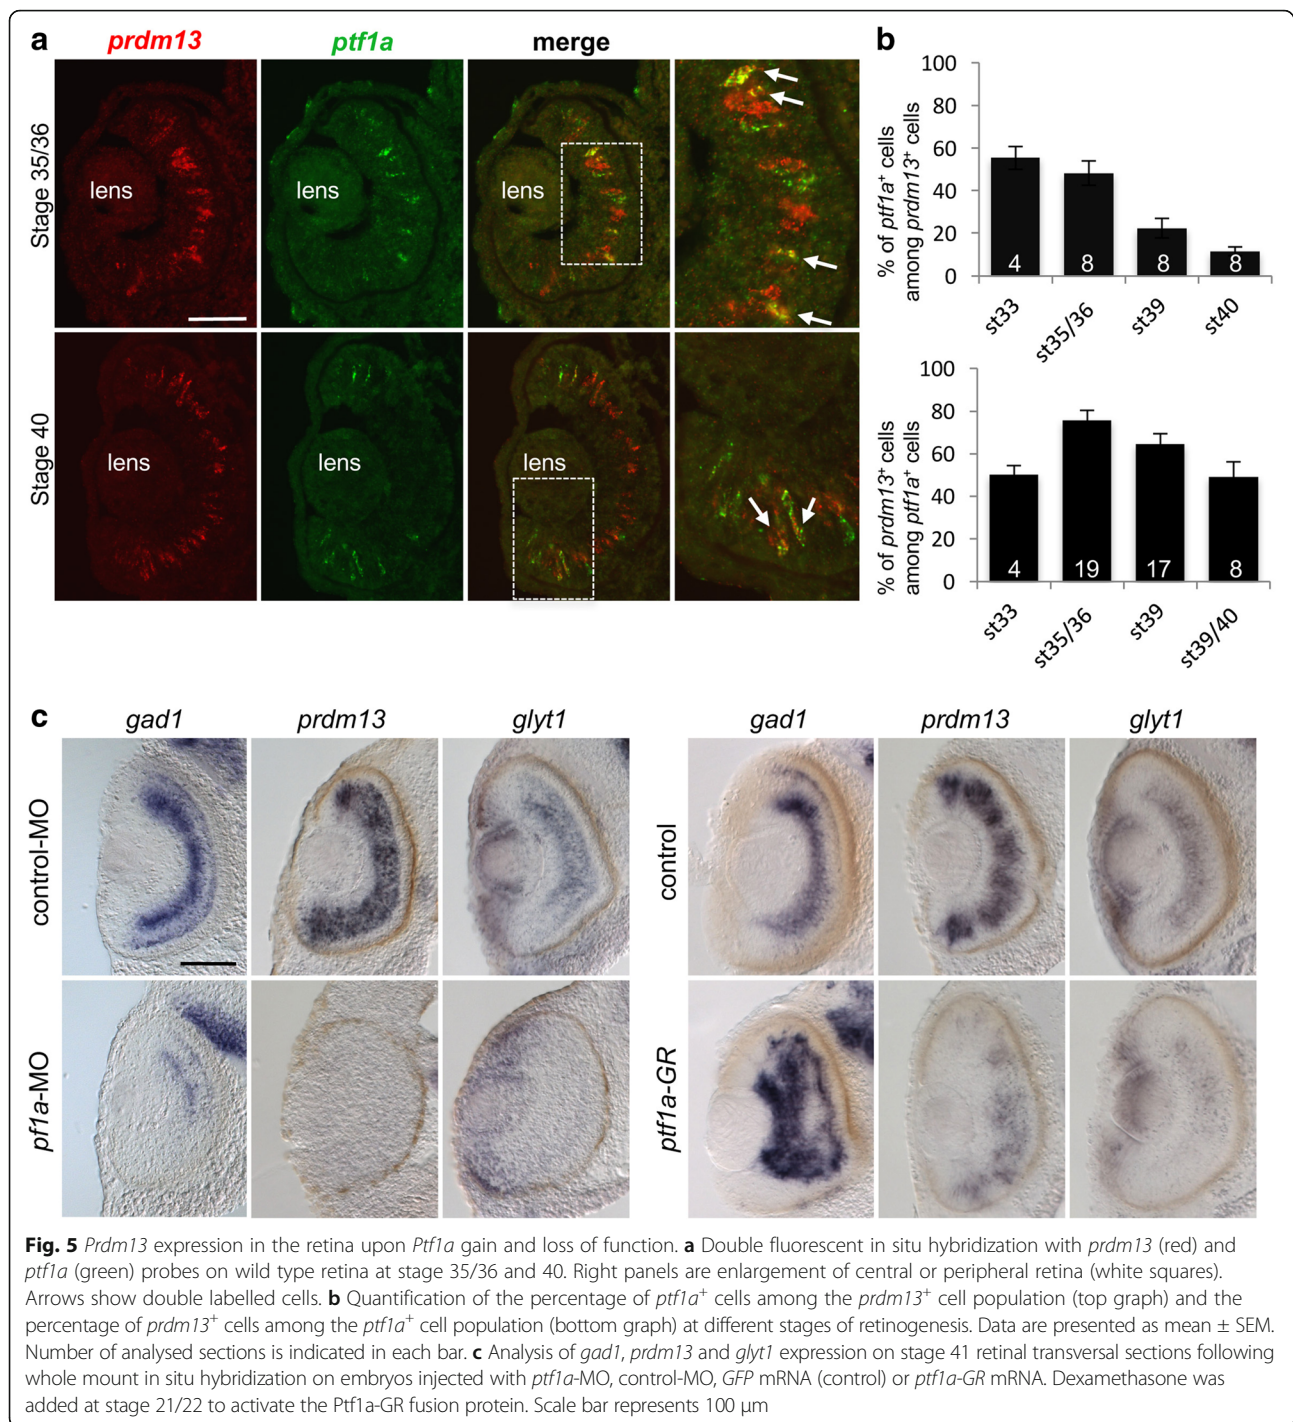 a
prdm13
ptf1a
merge
Stage 35/36
lens
lens
lens
Stage 40
lens
lens
lens
b
% of ptf1a⁺ cells
among prdm13⁺ cells
100
80
60
40
20
0
4
8
8
8
st33
st35/36
st39
st40
% of prdm13⁺ cells
among ptf1a⁺ cells
100
80
60
40
20
0
4
19
17
8
st33
st35/36
st39
st39/40
c
gad1
prdm13
glyt1
control-MO
pf1a-MO
gad1
prdm13
glyt1
control
ptf1a-GR
Fig. 5 Prdm13 expression in the retina upon Ptf1a gain and loss of function. a Double fluorescent in situ hybridization with prdm13 (red) and
ptf1a (green) probes on wild type retina at stage 35/36 and 40. Right panels are enlargement of central or peripheral retina (white squares).
Arrows show double labelled cells. b Quantification of the percentage of ptf1a⁺ cells among the prdm13⁺ cell population (top graph) and the
percentage of prdm13⁺ cells among the ptf1a⁺ cell population (bottom graph) at different stages of retinogenesis. Data are presented as mean ± SEM.
Number of analysed sections is indicated in each bar. c Analysis of gad1, prdm13 and glyt1 expression on stage 41 retinal transversal sections following
whole mount in situ hybridization on embryos injected with ptf1a-MO, control-MO, GFP mRNA (control) or ptf1a-GR mRNA. Dexamethasone was
added at stage 21/22 to activate the Ptf1a-GR fusion protein. Scale bar represents 100 μm